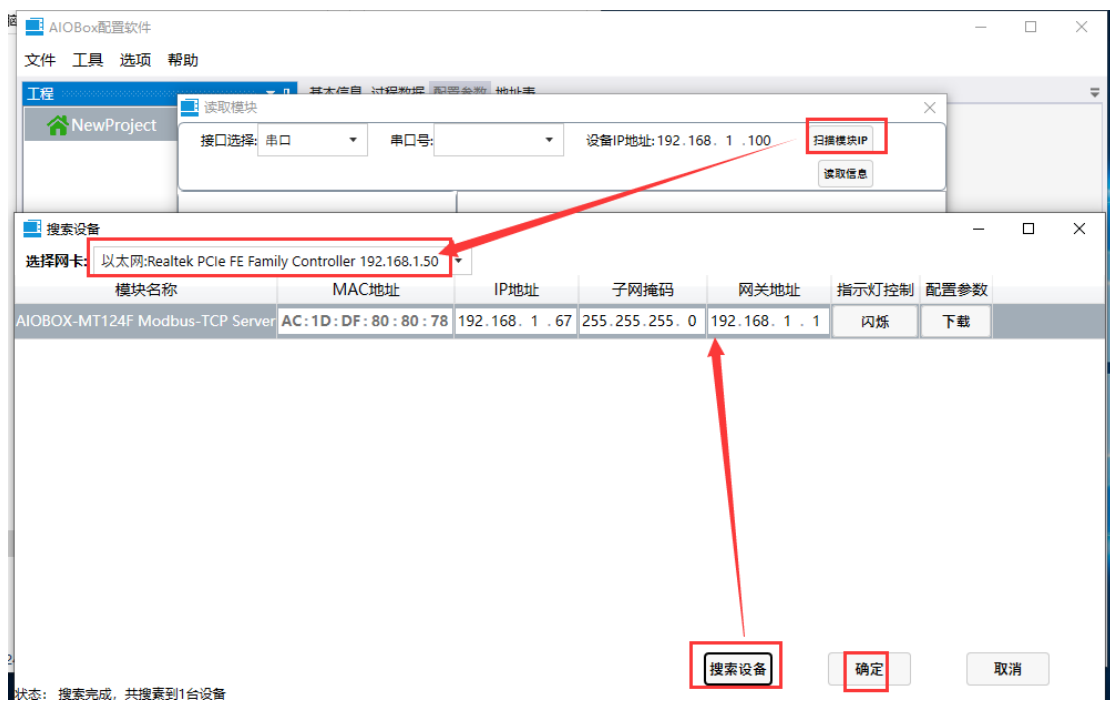 AIOBox配置软件
文件 工具 选项 帮助
工程
基本信息 过程数据 配置参数 地址表
NewProject
读取模块
接口选择: 串口 串口号: 设备IP地址: 192.168. 1 .100 扫描模块IP
读取信息
搜索设备
选择网卡: 以太网:Realtek PCIe FE Family Controller 192.168.1.50
模块名称 MAC地址 IP地址 子网掩码 网关地址 指示灯控制 配置参数
AIOBOX-MT124F Modbus-TCP Server AC:1D:DF:80:80:78 192.168. 1 .67 255.255.255. 0 192.168. 1 . 1 闪烁 下载
搜索设备 确定 取消
状态: 搜索完成, 共搜索到1台设备